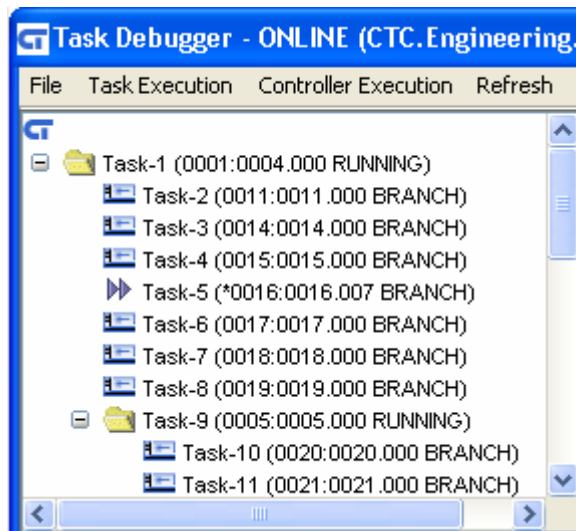 Task Debugger - ONLINE (CTC.Engineering.
File Task Execution Controller Execution Refresh
Task-1 (0001:0004.000 RUNNING)
Task-2 (0011:0011.000 BRANCH)
Task-3 (0014:0014.000 BRANCH)
Task-4 (0015:0015.000 BRANCH)
Task-5 (*0016:0016.007 BRANCH)
Task-6 (0017:0017.000 BRANCH)
Task-7 (0018:0018.000 BRANCH)
Task-8 (0019:0019.000 BRANCH)
Task-9 (0005:0005.000 RUNNING)
Task-10 (0020:0020.000 BRANCH)
Task-11 (0021:0021.000 BRANCH)